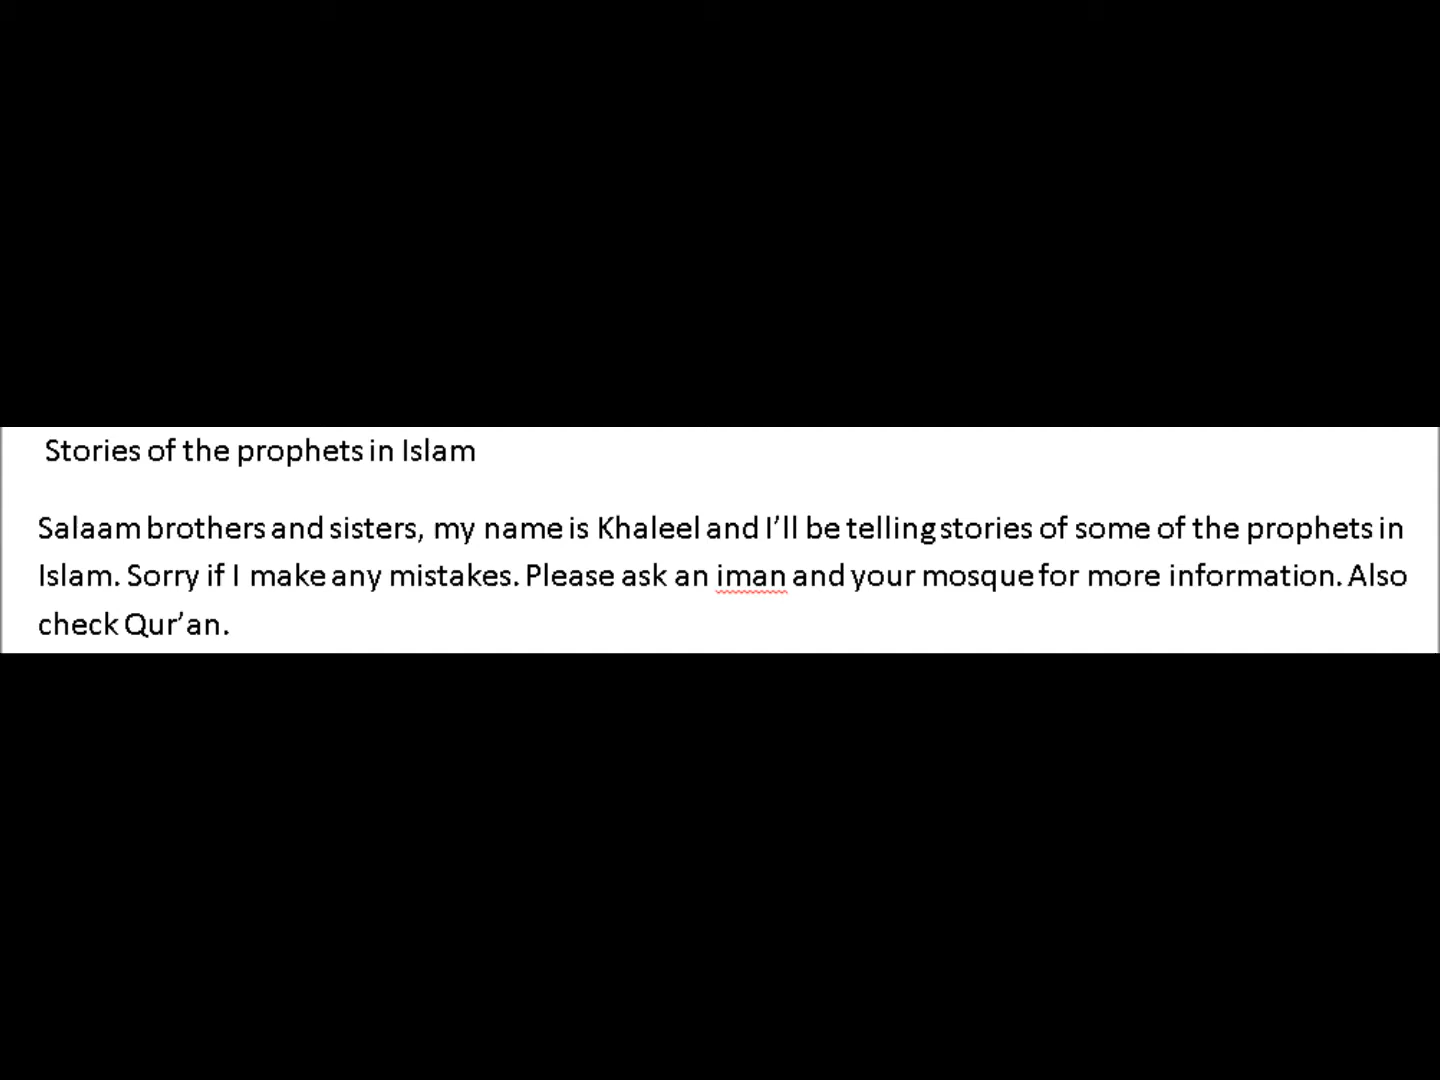 Stories of the prophets in Islam
Salaam brothers and sisters, my name is Khaleel and I’ll be telling stories of some of the prophets in
Islam. Sorry if I make any mistakes. Please ask an iman and your mosque for more information. Also
check Qur’an.